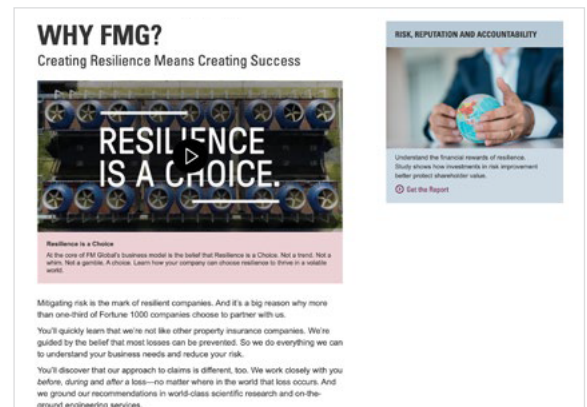 WHY FMG?
Creating Resilience Means Creating Success
RESILIENCE
IS A CHOICE.
Resilience is a Choice
At the core of FM Global's business model is the belief that Resilience is a Choice. Not a trend. Not a
whim. Not a gamble. A choice. Learn how your company can choose resilience to thrive in a volatile
world.
Mitigating risk is the mark of resilient companies. And it's a big reason why more
than one-third of Fortune 1000 companies choose to partner with us.
You'll quickly learn that we're not like other property insurance companies. We're
guided by the belief that most losses can be prevented. So we do everything we can
to understand your business needs and reduce your risk.
You'll discover that our approach to claims is different, too. We work closely with you
before, during and after a loss—no matter where in the world that loss occurs. And
we ground our recommendations in world-class scientific research and on-the-
ground engineering services.
RISK, REPUTATION AND ACCOUNTABILITY
Understand the financial rewards of resilience.
Study shows how investments in risk improvement
better protect shareholder value.
Get the Report